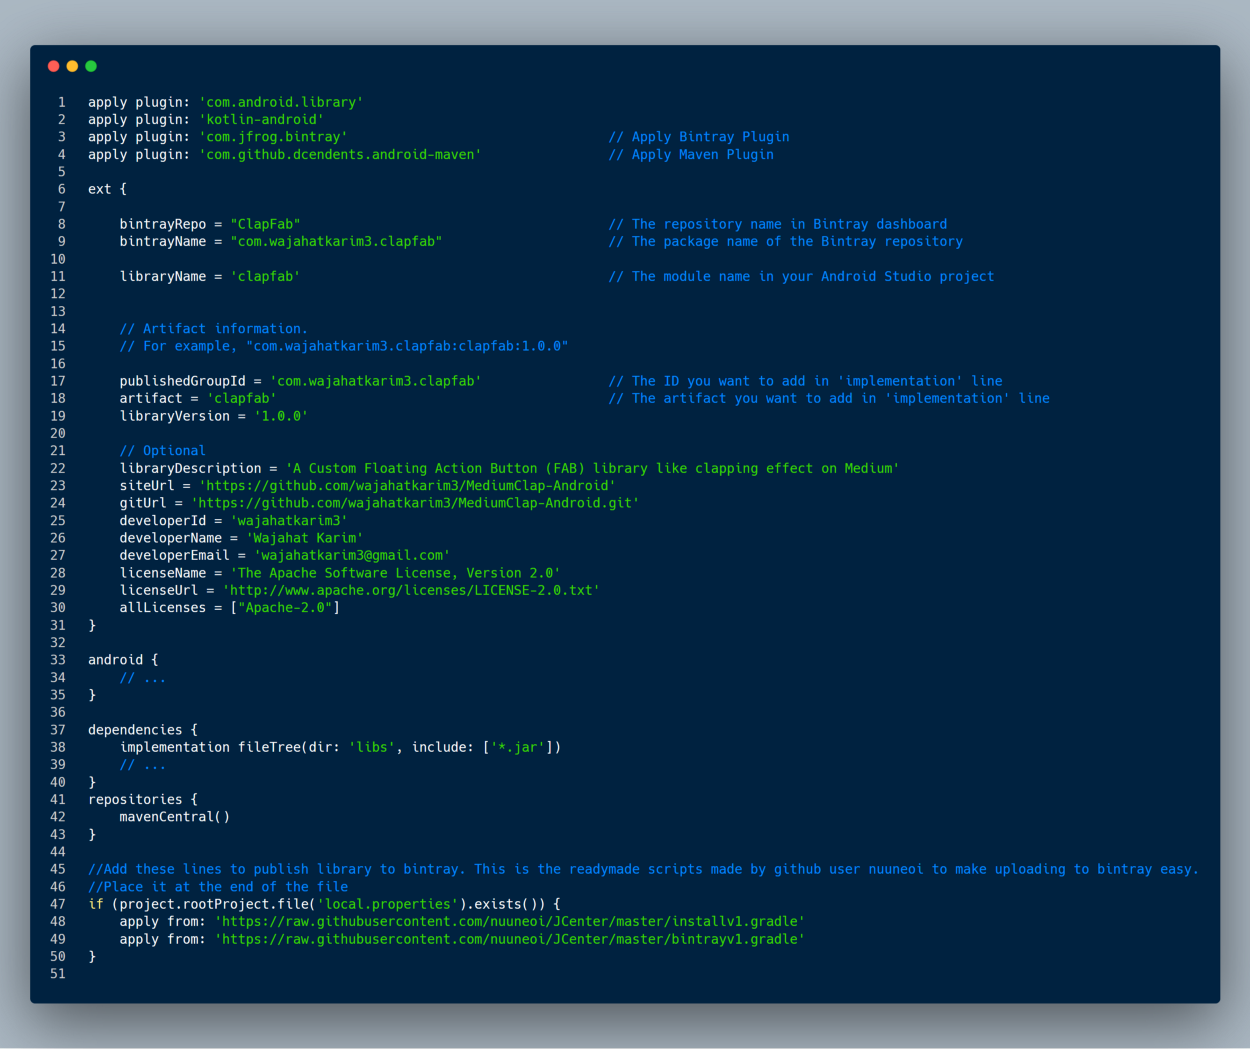 1 apply plugin: 'com.android.library'
2 apply plugin: 'kotlin-android'
3 apply plugin: 'com.jfrog.bintray' // Apply Bintray Plugin
4 apply plugin: 'com.github.dcendents.android-maven' // Apply Maven Plugin
5
6 ext {
7
8     bintrayRepo = "ClapFab" // The repository name in Bintray dashboard
9     bintrayName = "com.wajahatkarim3.clapfab" // The package name of the Bintray repository
10
11     libraryName = 'clapfab' // The module name in your Android Studio project
12
13
14     // Artifact information.
15     // For example, "com.wajahatkarim3.clapfab:clapfab:1.0.0"
16
17     publishedGroupId = 'com.wajahatkarim3.clapfab' // The ID you want to add in 'implementation' line
18     artifact = 'clapfab' // The artifact you want to add in 'implementation' line
19     libraryVersion = '1.0.0'
20
21     // Optional
22     libraryDescription = 'A Custom Floating Action Button (FAB) library like clapping effect on Medium'
23     siteUrl = 'https://github.com/wajahatkarim3/MediumClap-Android'
24     gitUrl = 'https://github.com/wajahatkarim3/MediumClap-Android.git'
25     developerId = 'wajahatkarim3'
26     developerName = 'Wajahat Karim'
27     developerEmail = 'wajahatkarim3@gmail.com'
28     licenseName = 'The Apache Software License, Version 2.0'
29     licenseUrl = 'http://www.apache.org/licenses/LICENSE-2.0.txt'
30     allLicenses = ["Apache-2.0"]
31 }
32
33 android {
34     // ...
35 }
36
37 dependencies {
38     implementation fileTree(dir: 'libs', include: ['*.jar'])
39     // ...
40 }
41 repositories {
42     mavenCentral()
43 }
44
45 //Add these lines to publish library to bintray. This is the readymade scripts made by github user nuuneoi to make uploading to bintray easy.
46 //Place it at the end of the file
47 if (project.rootProject.file('local.properties').exists()) {
48     apply from: 'https://raw.githubusercontent.com/nuuneoi/JCenter/master/installv1.gradle'
49     apply from: 'https://raw.githubusercontent.com/nuuneoi/JCenter/master/bintrayv1.gradle'
50 }
51